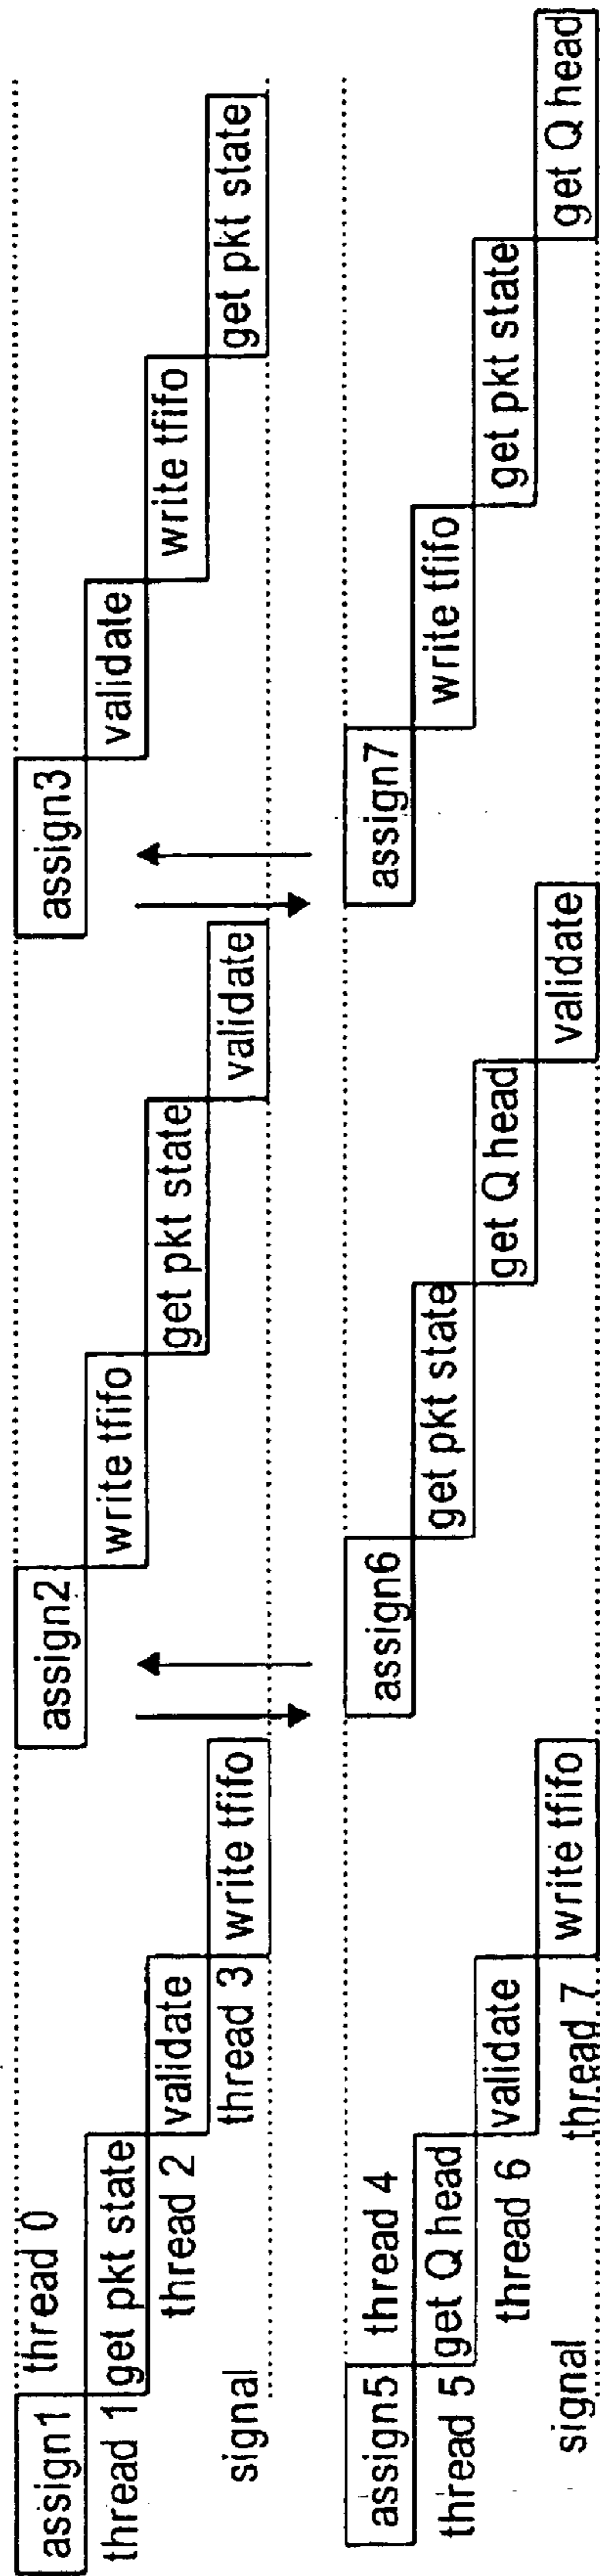 assign1 thread 0 assign2 assign3
thread 1 get pkt state write tfifo validate
thread 2 validate get pkt state write tfifo
signal thread 3 write tfifo validate get pkt state
assign5 thread 4 assign6 assign7
thread 5 get Q head get pkt state write tfifo
thread 6 validate get Q head get pkt state
signal thread 7 write tfifo validate get Q head